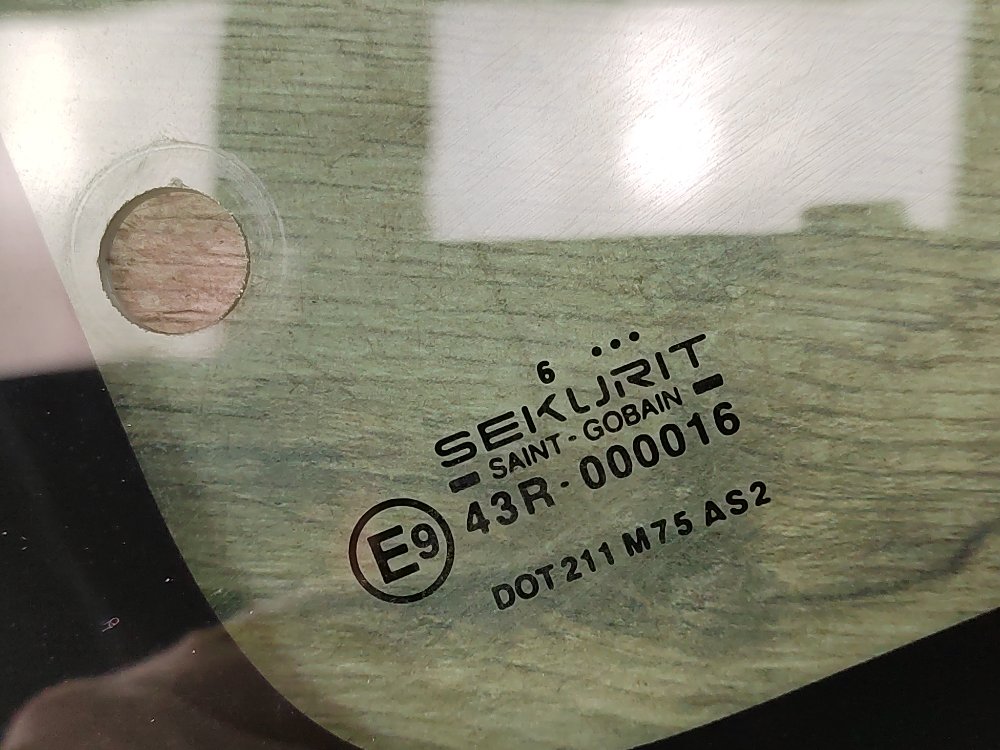 6 ...
SEKURIT
SAINT-GOBAIN
E9 43R-000016
DOT 211 M75 AS2